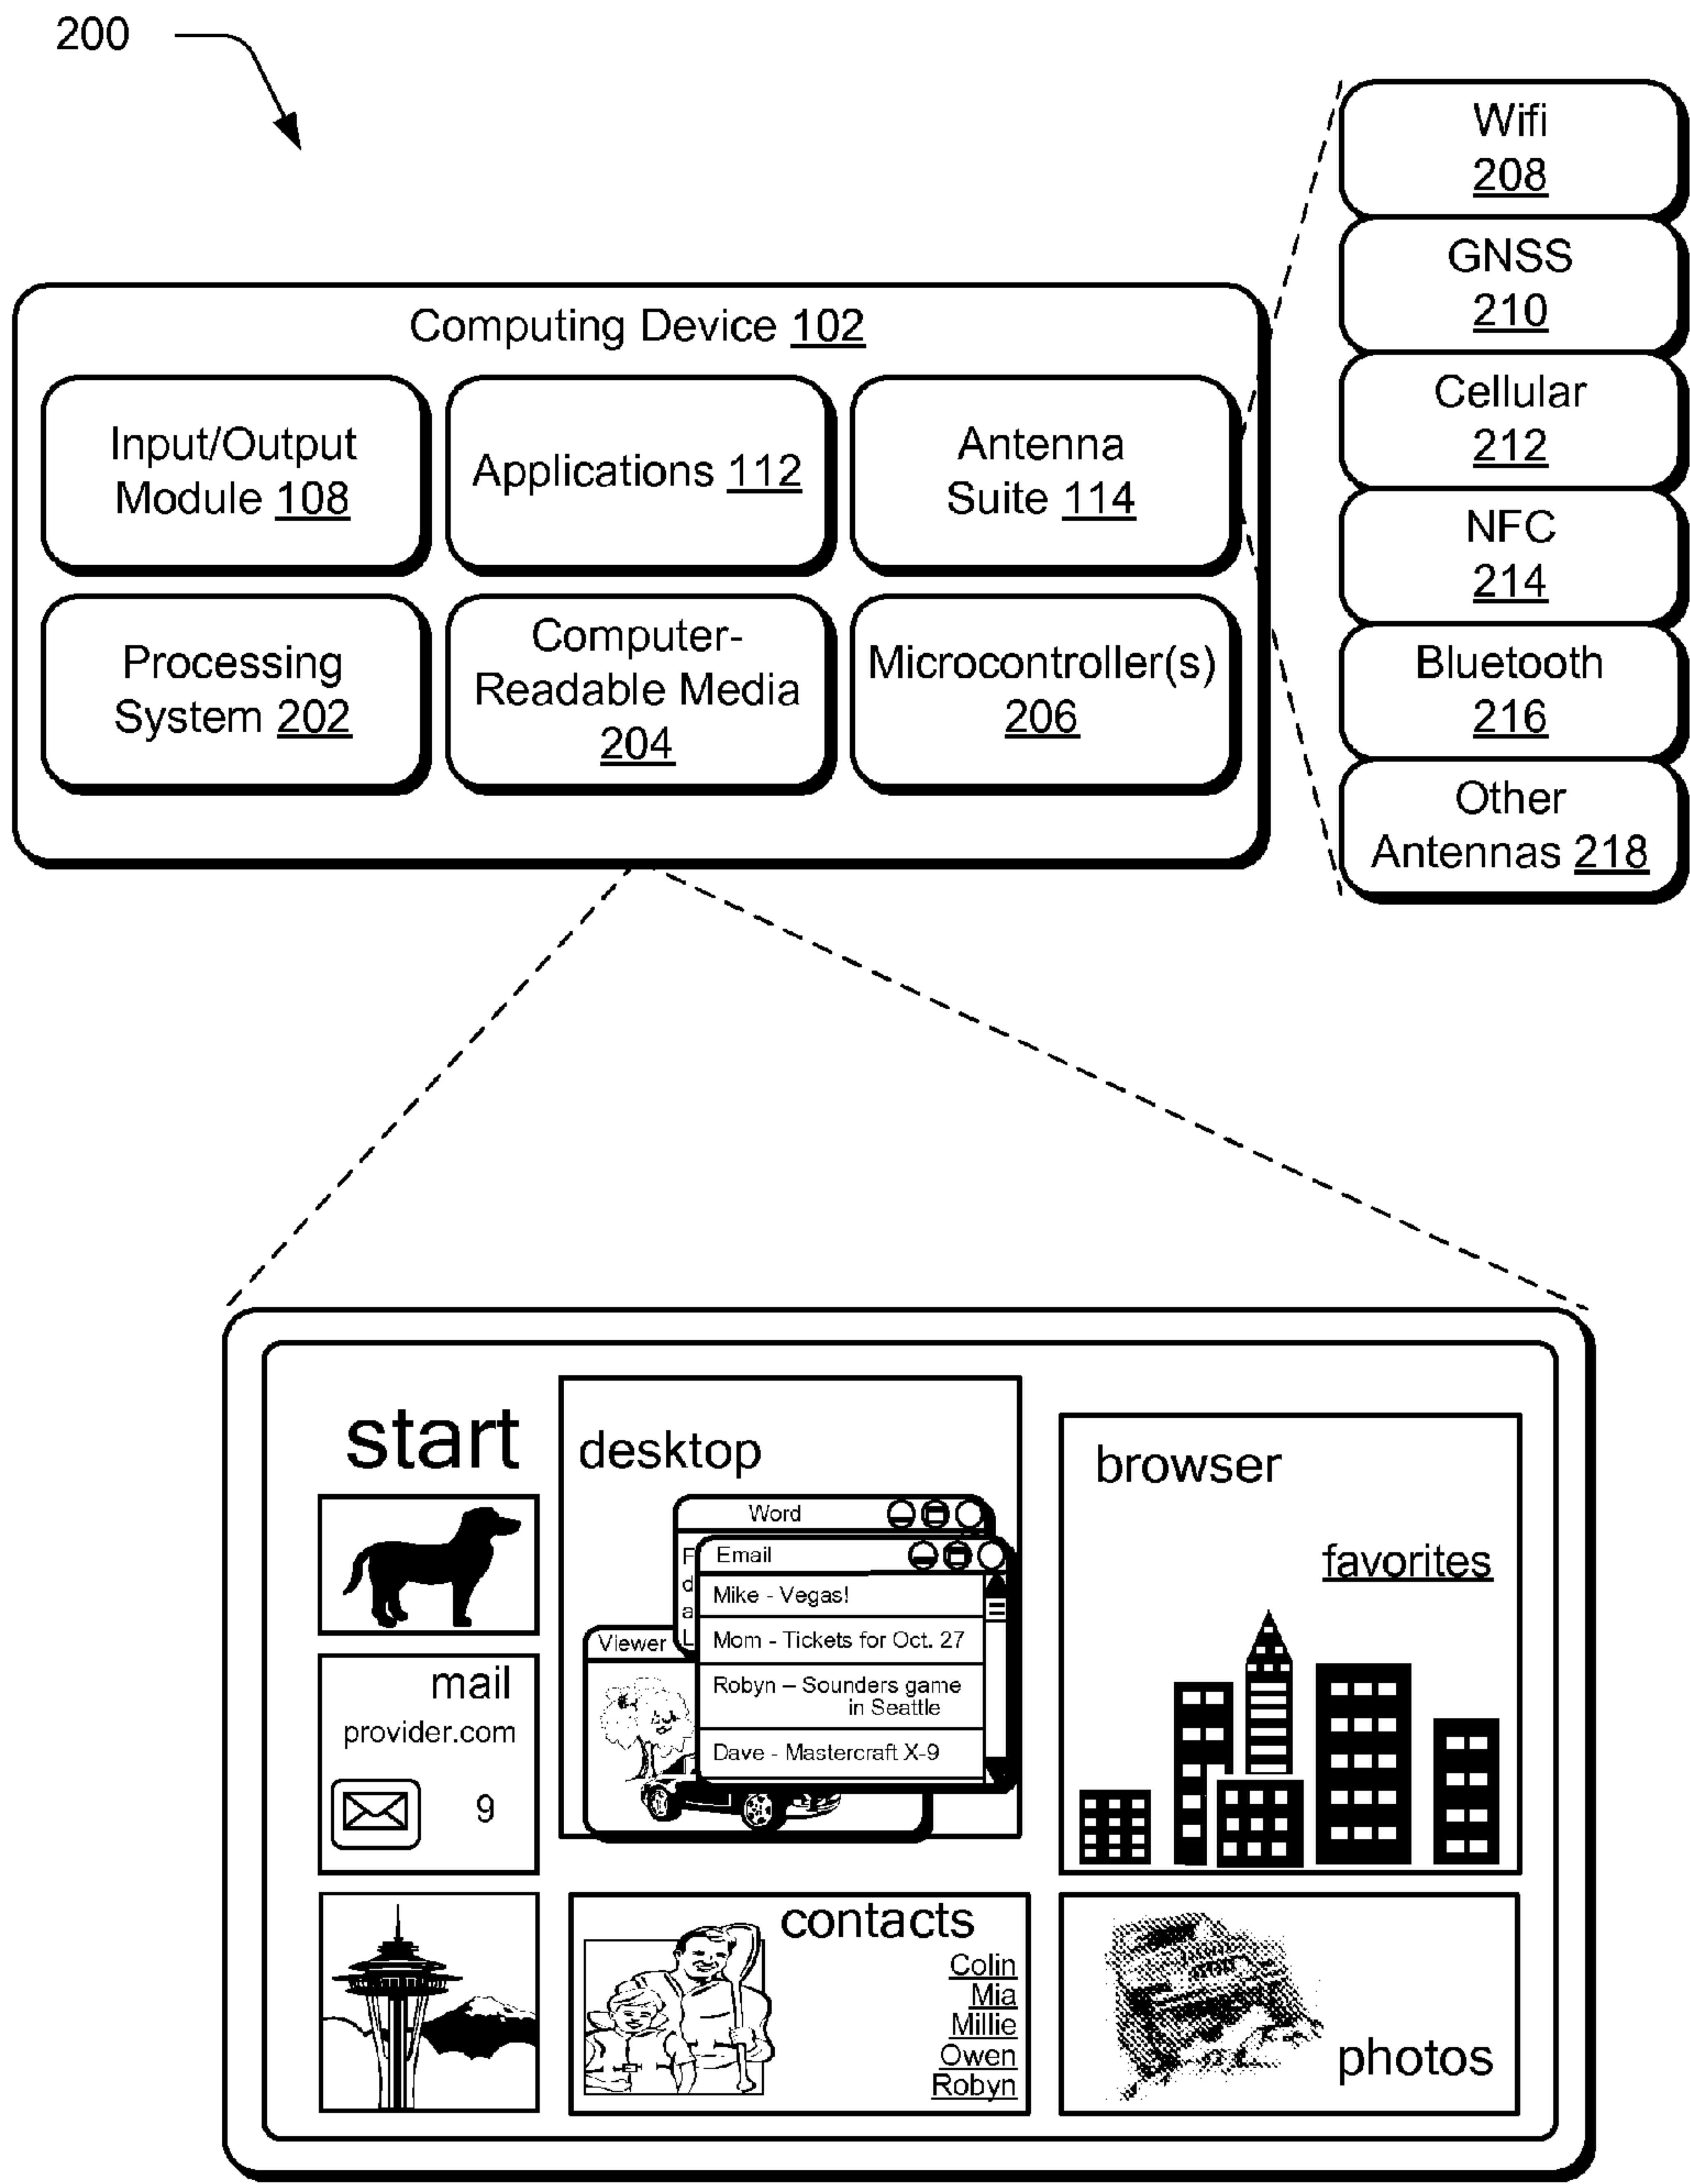 200
Wifi
208
GNSS
210
Cellular
212
NFC
214
Bluetooth
216
Other
Antennas 218
Computing Device 102
Input/Output
Module 108
Applications 112
Antenna
Suite 114
Processing
System 202
Computer-
Readable Media
204
Microcontroller(s)
206
start
desktop
Word
F
d
a
L
Email
Mike - Vegas!
Mom - Tickets for Oct. 27
Robyn – Sounders game
in Seattle
Dave - Mastercraft X-9
Viewer
browser
favorites
mail
provider.com
9
contacts
Colin
Mia
Millie
Owen
Robyn
photos